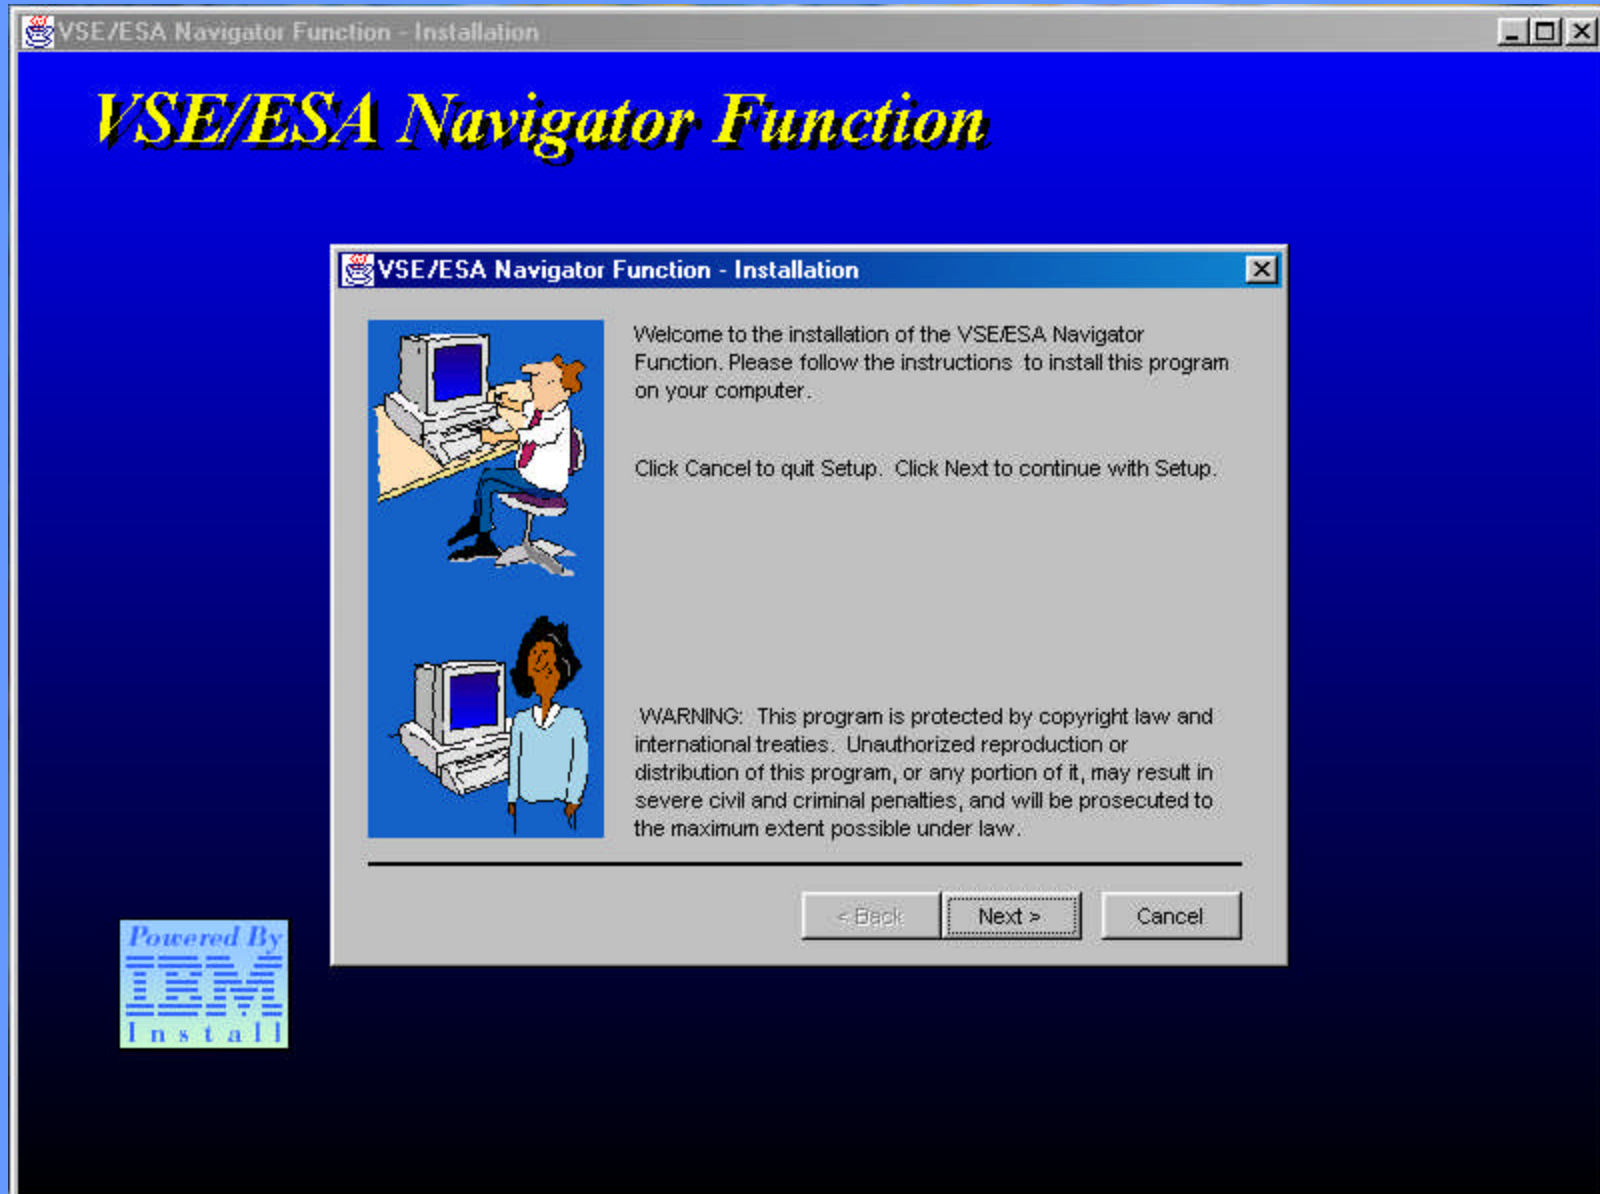 VSE/ESA Navigator Function - Installation
VSE/ESA Navigator Function
VSE/ESA Navigator Function - Installation
Welcome to the installation of the VSE/ESA Navigator
Function. Please follow the instructions  to install this program
on your computer.
Click Cancel to quit Setup.  Click Next to continue with Setup.
WARNING:  This program is protected by copyright law and
international treaties.  Unauthorized reproduction or
distribution of this program, or any portion of it, may result in
severe civil and criminal penalties, and will be prosecuted to
the maximum extent possible under law.
< Back
Next >
Cancel
Powered By
IBM
Install